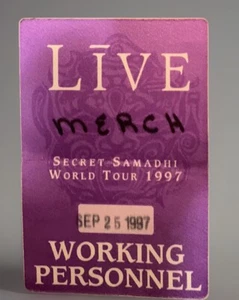 LĪVE
MERCH
SECRET SAMADHI
WORLD TOUR 1997
SEP 25 1997
WORKING
PERSONNEL